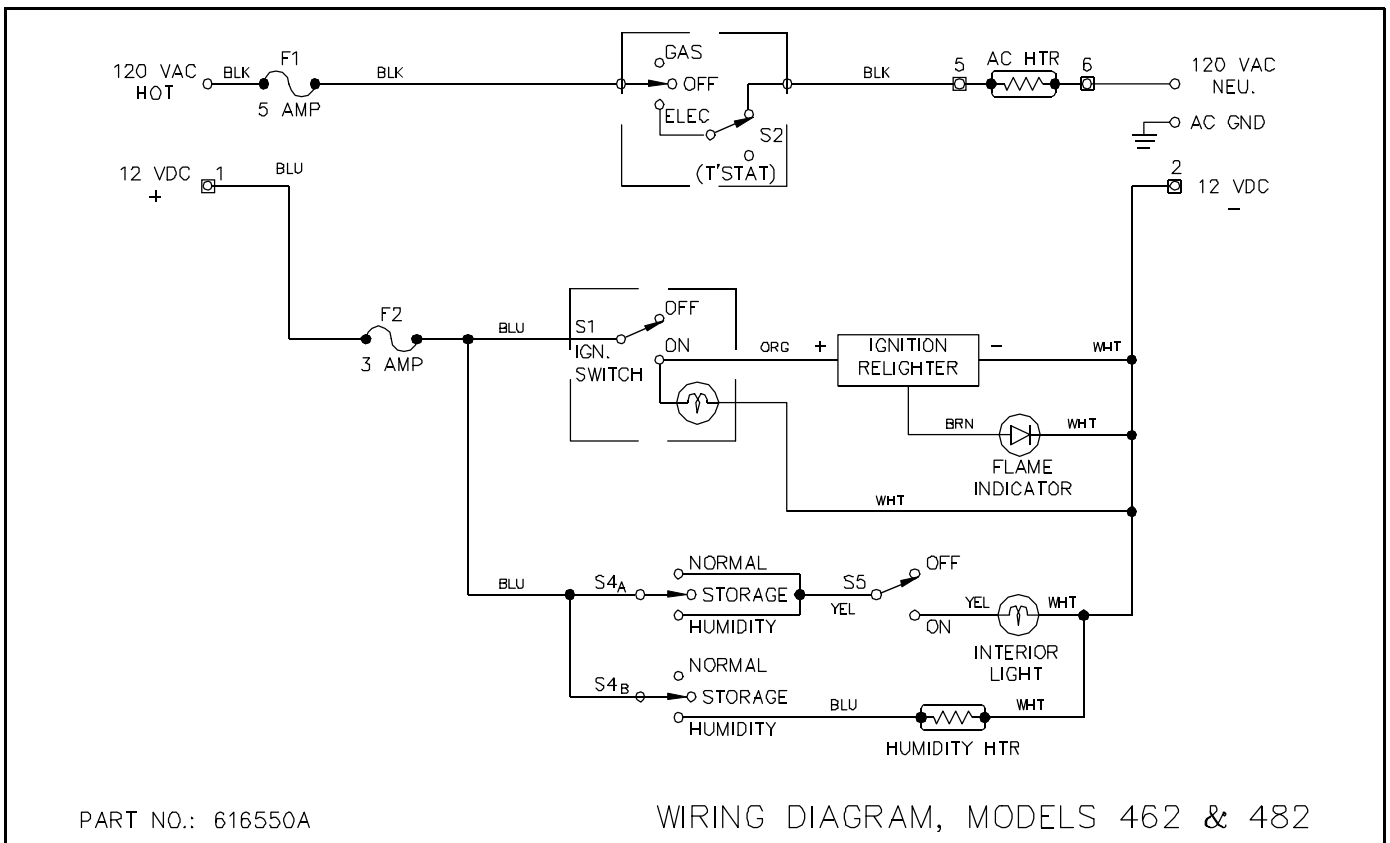 120 VAC
HOT
BLK
F1
5 AMP
BLK
GAS
OFF
ELEC
S2
(T'STAT)
BLK
5
AC HTR
6
120 VAC
NEU.
AC GND
12 VDC
+
1
BLU
2
12 VDC
-
F2
3 AMP
BLU
S1
IGN.
SWITCH
OFF
ON
ORG
+
IGNITION
RELIGHTER
-
WHT
BRN
WHT
FLAME
INDICATOR
WHT
BLU
S4A
NORMAL
STORAGE
HUMIDITY
S5
YEL
OFF
ON
YEL
WHT
INTERIOR
LIGHT
S4B
NORMAL
STORAGE
HUMIDITY
BLU
WHT
HUMIDITY HTR
PART NO.: 616550A
WIRING DIAGRAM, MODELS 462 & 482